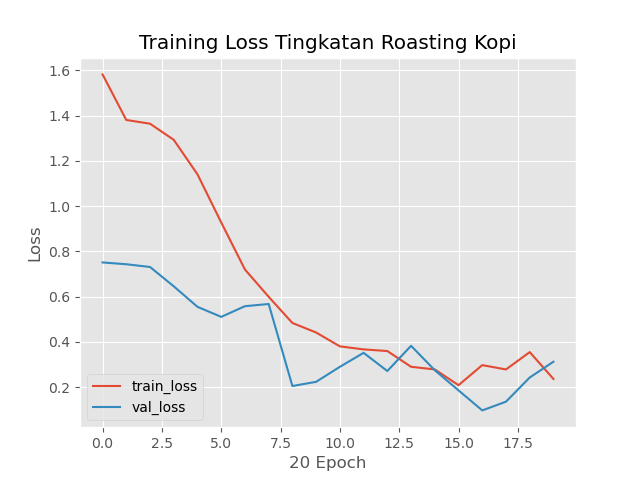 Training Loss Tingkatan Roasting Kopi
1.6
1.4
1.2
1.0
0.8
0.6
0.4
0.2
Loss
train_loss
val_loss
0.0 2.5 5.0 7.5 10.0 12.5 15.0 17.5
20 Epoch